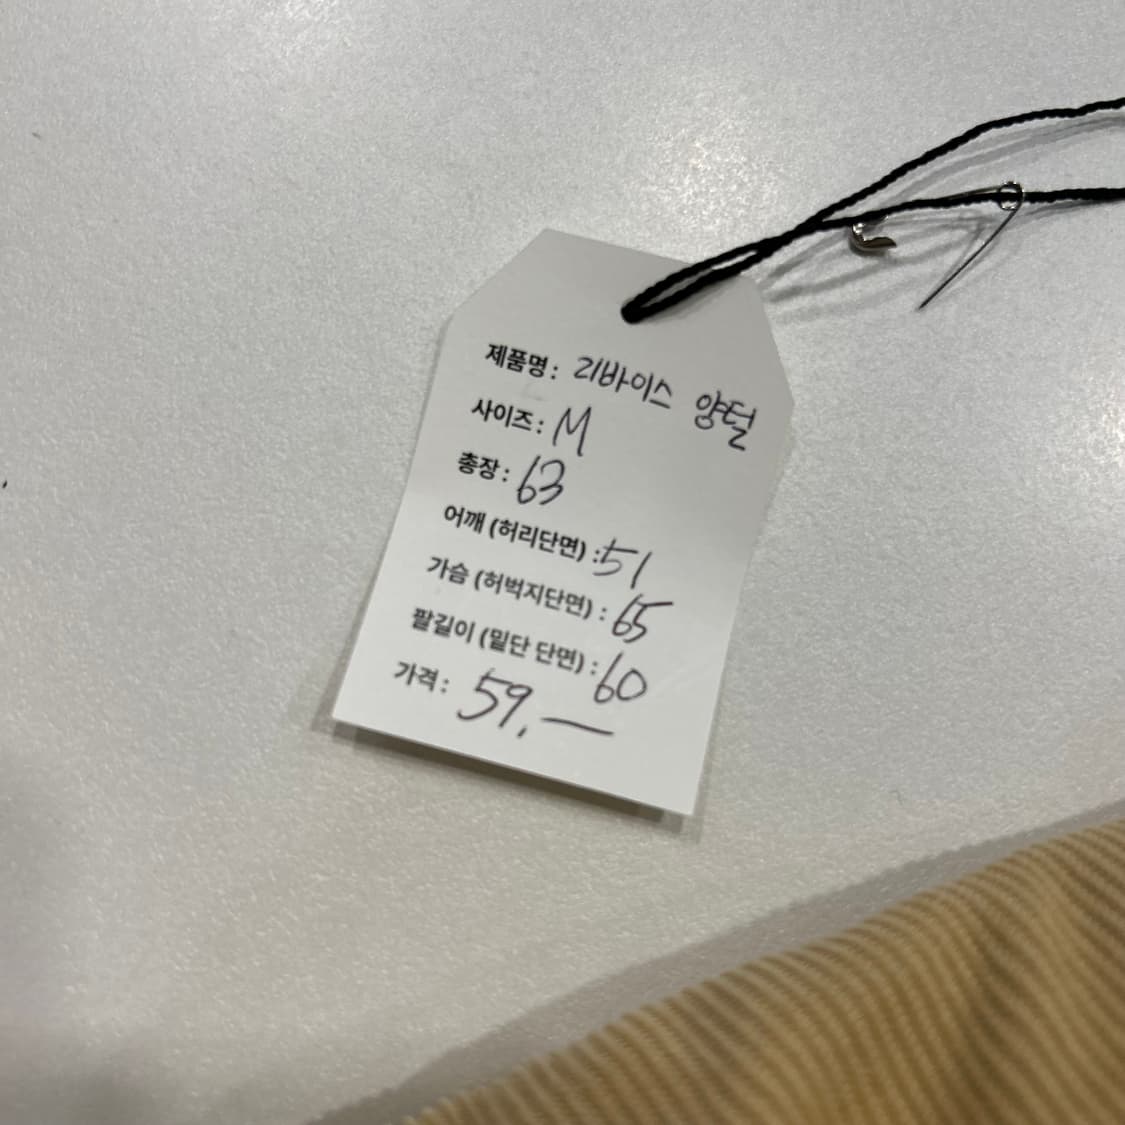 제품명: 리바이스 양털
사이즈: M
총장: 63
어깨 (허리단면) : 51
가슴 (허벅지단면) : 65
팔길이 (밑단 단면) : 60
가격: 59,—